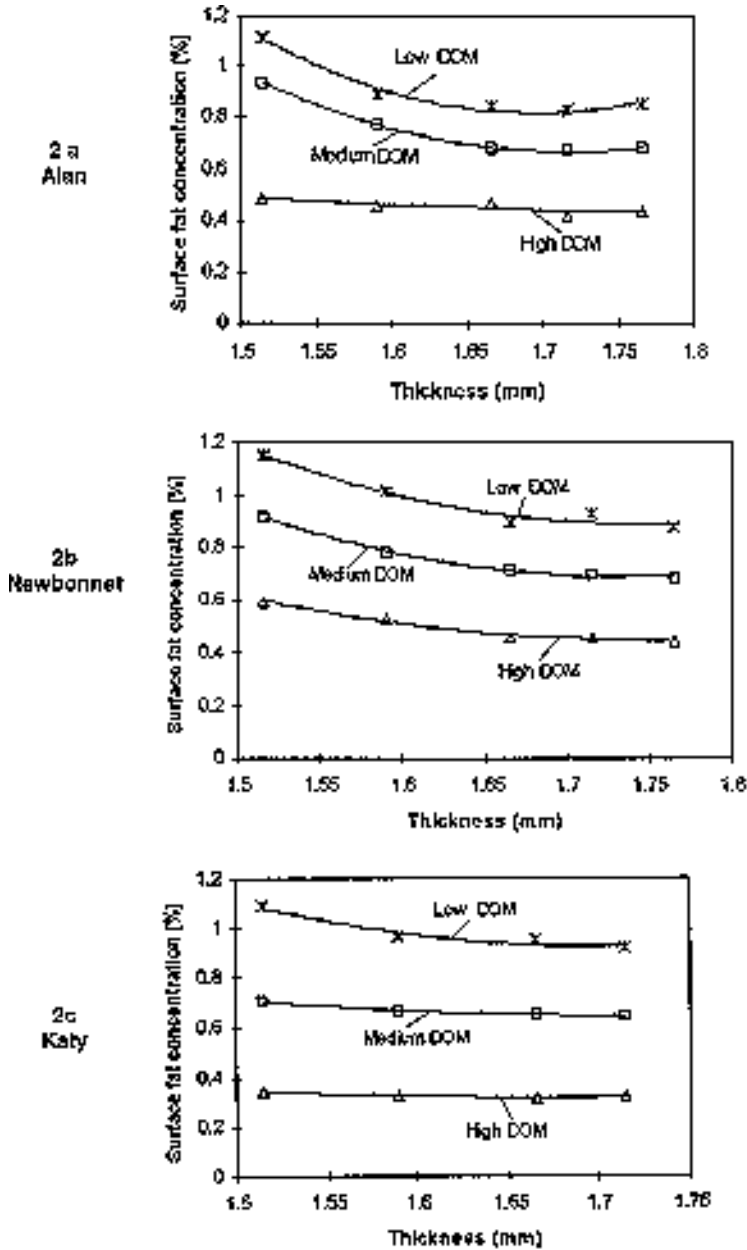 2 a
Alan
Surface fat concentration [%]
1.2
1
0.8
0.6
0.4
0.2
0
Low DOM
Medium DOM
High DOM
1.5 1.55 1.6 1.65 1.7 1.75 1.8
Thickness (mm)
2b
Newbonnet
Surface fat concentration [%]
1.2
1
0.8
0.6
0.4
0.2
0
Low DOM
Medium DOM
High DOM
1.5 1.55 1.6 1.65 1.7 1.75 1.8
Thickness (mm)
2c
Katy
Surface fat concentration [%]
1.2
1
0.8
0.6
0.4
0.2
0
Low DOM
Medium DOM
High DOM
1.5 1.55 1.6 1.65 1.7 1.75
Thickness (mm)